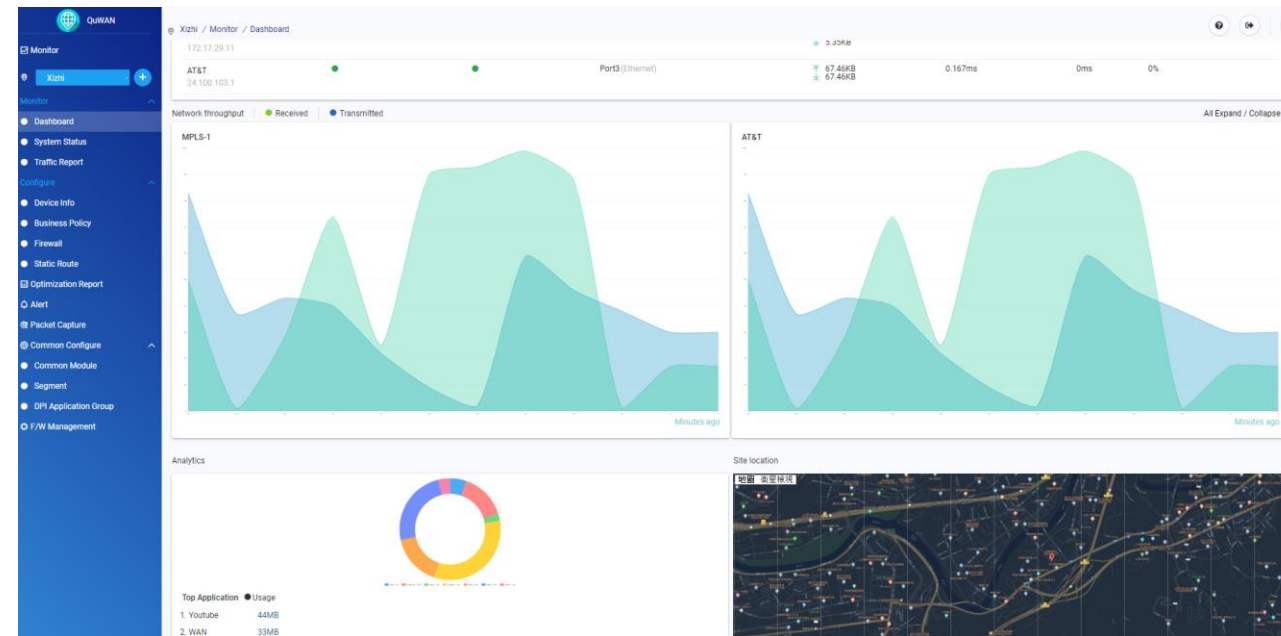 QuWAN
Xizhi / Monitor / Dashboard
Monitor
Xizhi
Monitor
Dashboard
System Status
Traffic Report
Configure
Device Info
Business Policy
Firewall
Static Route
Optimization Report
Alert
Packet Capture
Common Configure
Common Module
Segment
DPI Application Group
F/W Management
172.17.29.11 5.35KB
AT&T Port3(Ethernet) 67.46KB 0.167ms 0ms 0%
24.100.103.1 67.46KB
Network throughput Received Transmitted All Expand / Collapse
MPLS-1
Minutes ago
AT&T
Minutes ago
Analytics
Top Application Usage
1. Youtube 44MB
2. WAN 33MB
Site location
地圖 衛星檢視